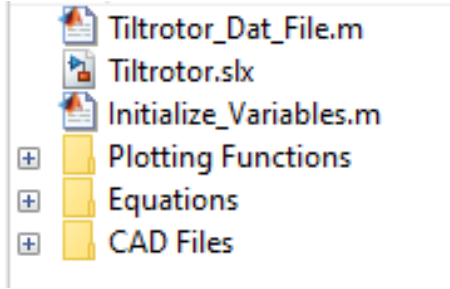 Tiltrotor_Dat_File.m
Tiltrotor.slx
Initialize_Variables.m
Plotting Functions
Equations
CAD Files